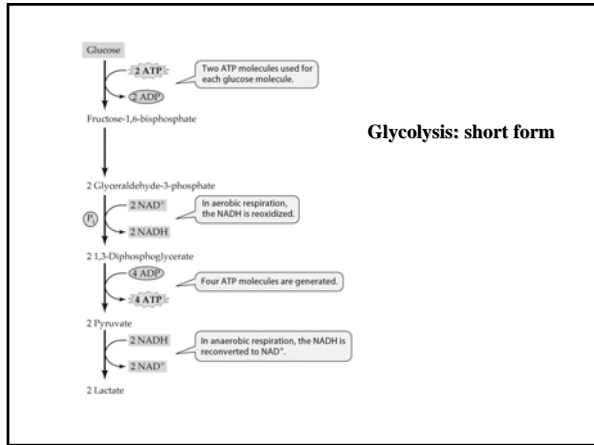 Glucose
2 ATP
Two ATP molecules used for
each glucose molecule.
2 ADP
Fructose-1,6-bisphosphate
Glycolysis: short form
2 Glyceraldehyde-3-phosphate
2 NAD⁺
In aerobic respiration,
the NADH is reoxidized.
Pi
2 NADH
2 1,3-Diphosphoglycerate
4 ADP
Four ATP molecules are generated.
4 ATP
2 Pyruvate
2 NADH
In anaerobic respiration, the NADH is
reconverted to NAD⁺.
2 NAD⁺
2 Lactate